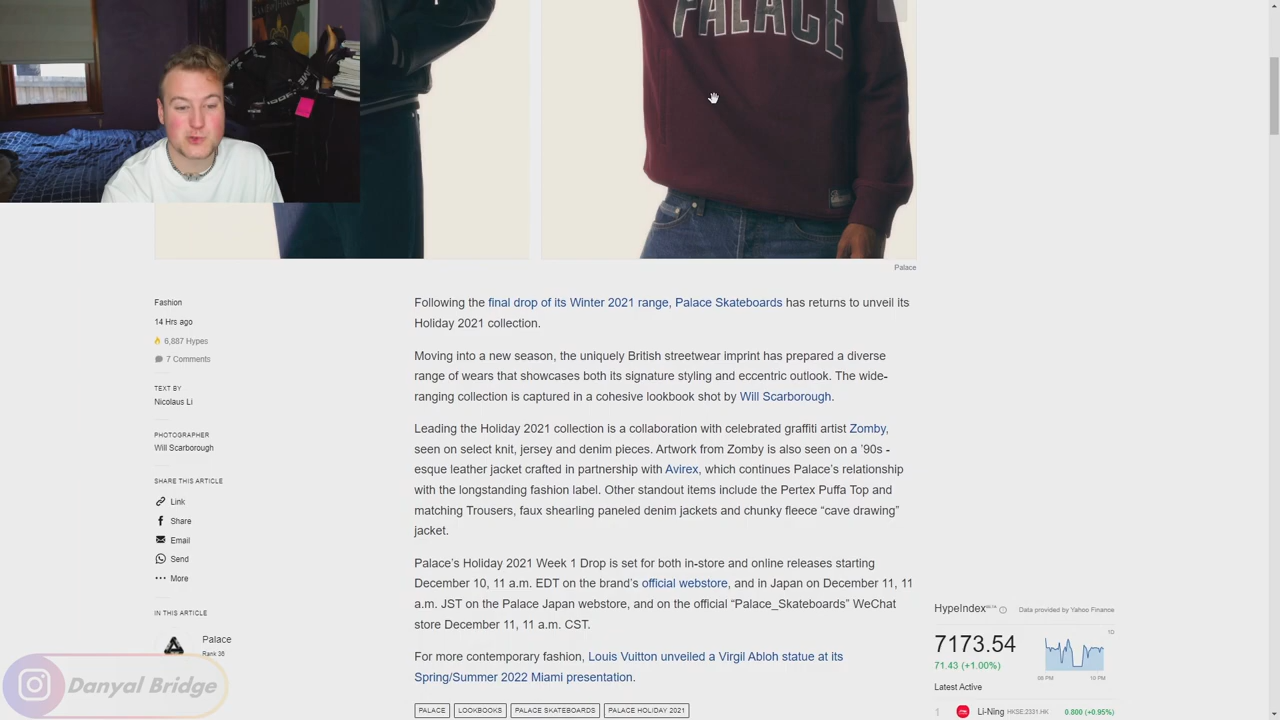 PALACE
Palace
Fashion
14 Hrs ago
6,887 Hypes
7 Comments
TEXT BY
Nicolaus Li
PHOTOGRAPHER
Will Scarborough
SHARE THIS ARTICLE
Link
Share
Email
Send
More
IN THIS ARTICLE
Palace
Rank 36
Following the final drop of its Winter 2021 range, Palace Skateboards has returns to unveil its
Holiday 2021 collection.
Moving into a new season, the uniquely British streetwear imprint has prepared a diverse
range of wears that showcases both its signature styling and eccentric outlook. The wide-
ranging collection is captured in a cohesive lookbook shot by Will Scarborough.
Leading the Holiday 2021 collection is a collaboration with celebrated graffiti artist Zomby,
seen on select knit, jersey and denim pieces. Artwork from Zomby is also seen on a ’90s -
esque leather jacket crafted in partnership with Avirex, which continues Palace’s relationship
with the longstanding fashion label. Other standout items include the Pertex Puffa Top and
matching Trousers, faux shearling paneled denim jackets and chunky fleece “cave drawing”
jacket.
Palace’s Holiday 2021 Week 1 Drop is set for both in-store and online releases starting
December 10, 11 a.m. EDT on the brand’s official webstore, and in Japan on December 11, 11
a.m. JST on the Palace Japan webstore, and on the official “Palace_Skateboards” WeChat
store December 11, 11 a.m. CST.
For more contemporary fashion, Louis Vuitton unveiled a Virgil Abloh statue at its
Spring/Summer 2022 Miami presentation.
PALACE LOOKBOOKS PALACE SKATEBOARDS PALACE HOLIDAY 2021
HypeIndex BETA Data provided by Yahoo Finance
7173.54 1D
71.43 (+1.00%)
06 PM 10 PM
Latest Active
1 Li-Ning HKSE:2331.HK 0.800 (+0.95%)
Danyal Bridge